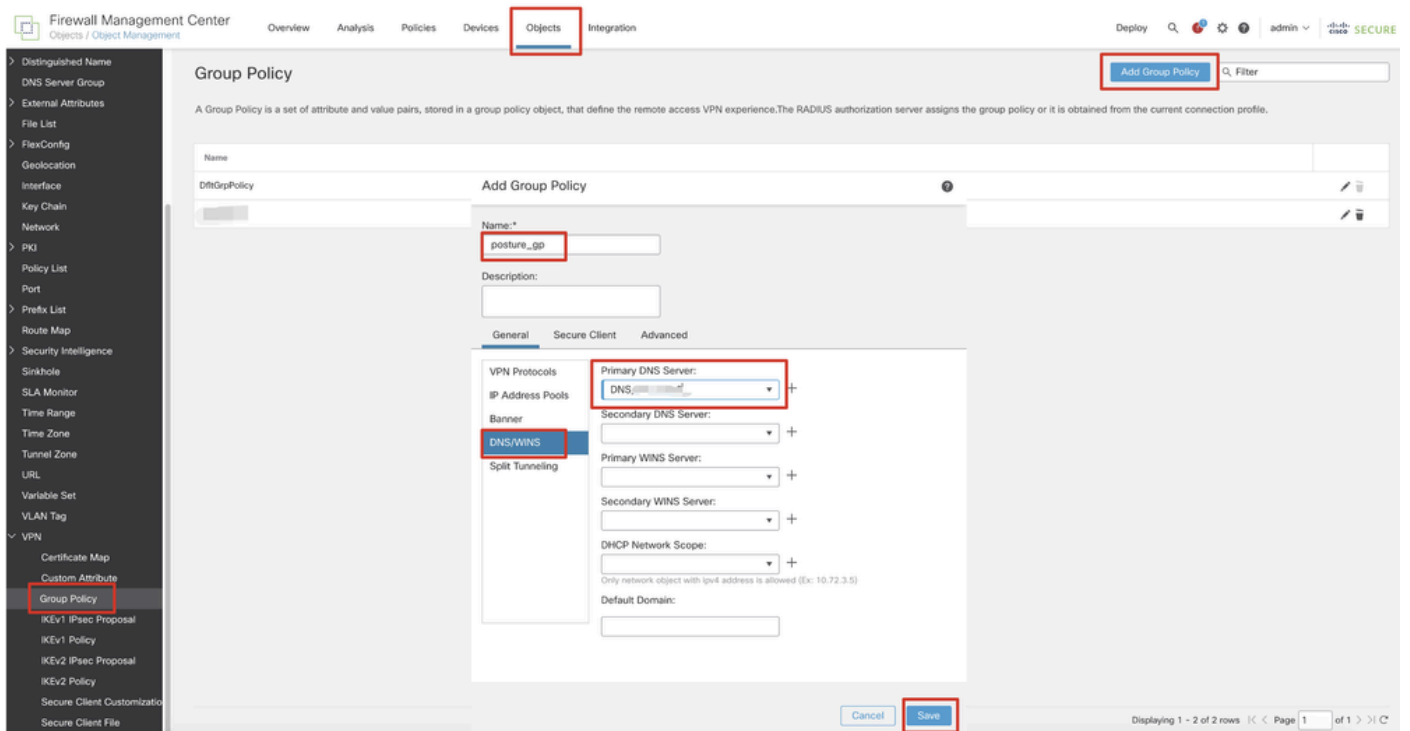 Firewall Management Center
Objects / Object Management
Overview
Analysis
Policies
Devices
Objects
Integration
Deploy
admin
cisco SECURE
Distinguished Name
DNS Server Group
External Attributes
File List
FlexConfig
Geolocation
Interface
Key Chain
Network
PKI
Policy List
Port
Prefix List
Route Map
Security Intelligence
Sinkhole
SLA Monitor
Time Range
Time Zone
Tunnel Zone
URL
Variable Set
VLAN Tag
VPN
Certificate Map
Custom Attribute
Group Policy
IKEv1 IPsec Proposal
IKEv1 Policy
IKEv2 IPsec Proposal
IKEv2 Policy
Secure Client Customizatio
Secure Client File
Group Policy
Add Group Policy
Filter
A Group Policy is a set of attribute and value pairs, stored in a group policy object, that define the remote access VPN experience.The RADIUS authorization server assigns the group policy or it is obtained from the current connection profile.
Name
DfltGrpPolicy
Add Group Policy
Name:*
posture_gp
Description:
General
Secure Client
Advanced
VPN Protocols
IP Address Pools
Banner
DNS/WINS
Split Tunneling
Primary DNS Server:
DNS
Secondary DNS Server:
Primary WINS Server:
Secondary WINS Server:
DHCP Network Scope:
Only network object with ipv4 address is allowed (Ex: 10.72.3.5)
Default Domain:
Cancel
Save
Displaying 1 - 2 of 2 rows |< < Page 1 of 1 > >| C